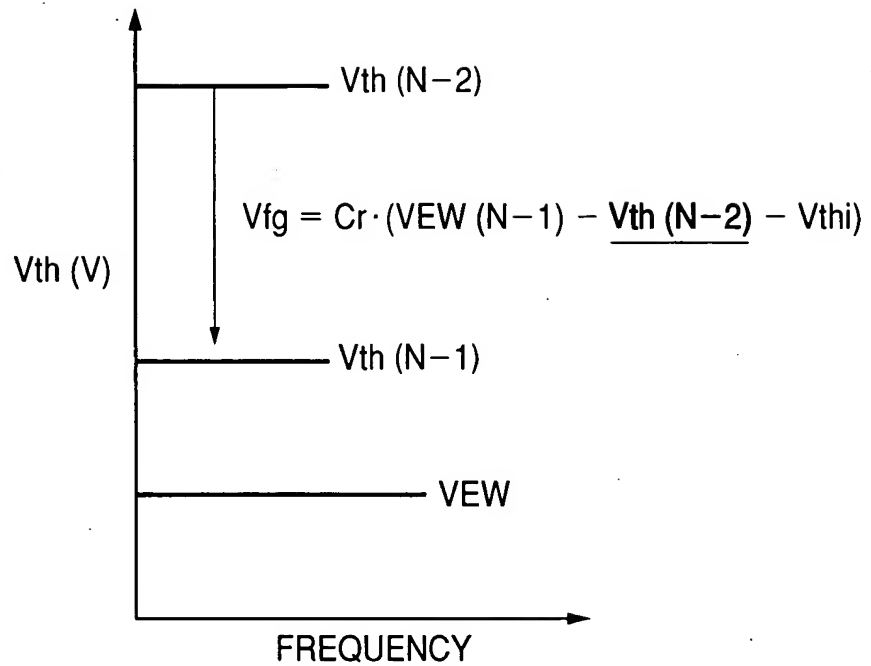 Vth (N−2)
Vfg = Cr·(VEW (N−1) − Vth (N−2) − Vthi)
Vth (V)
Vth (N−1)
VEW
FREQUENCY